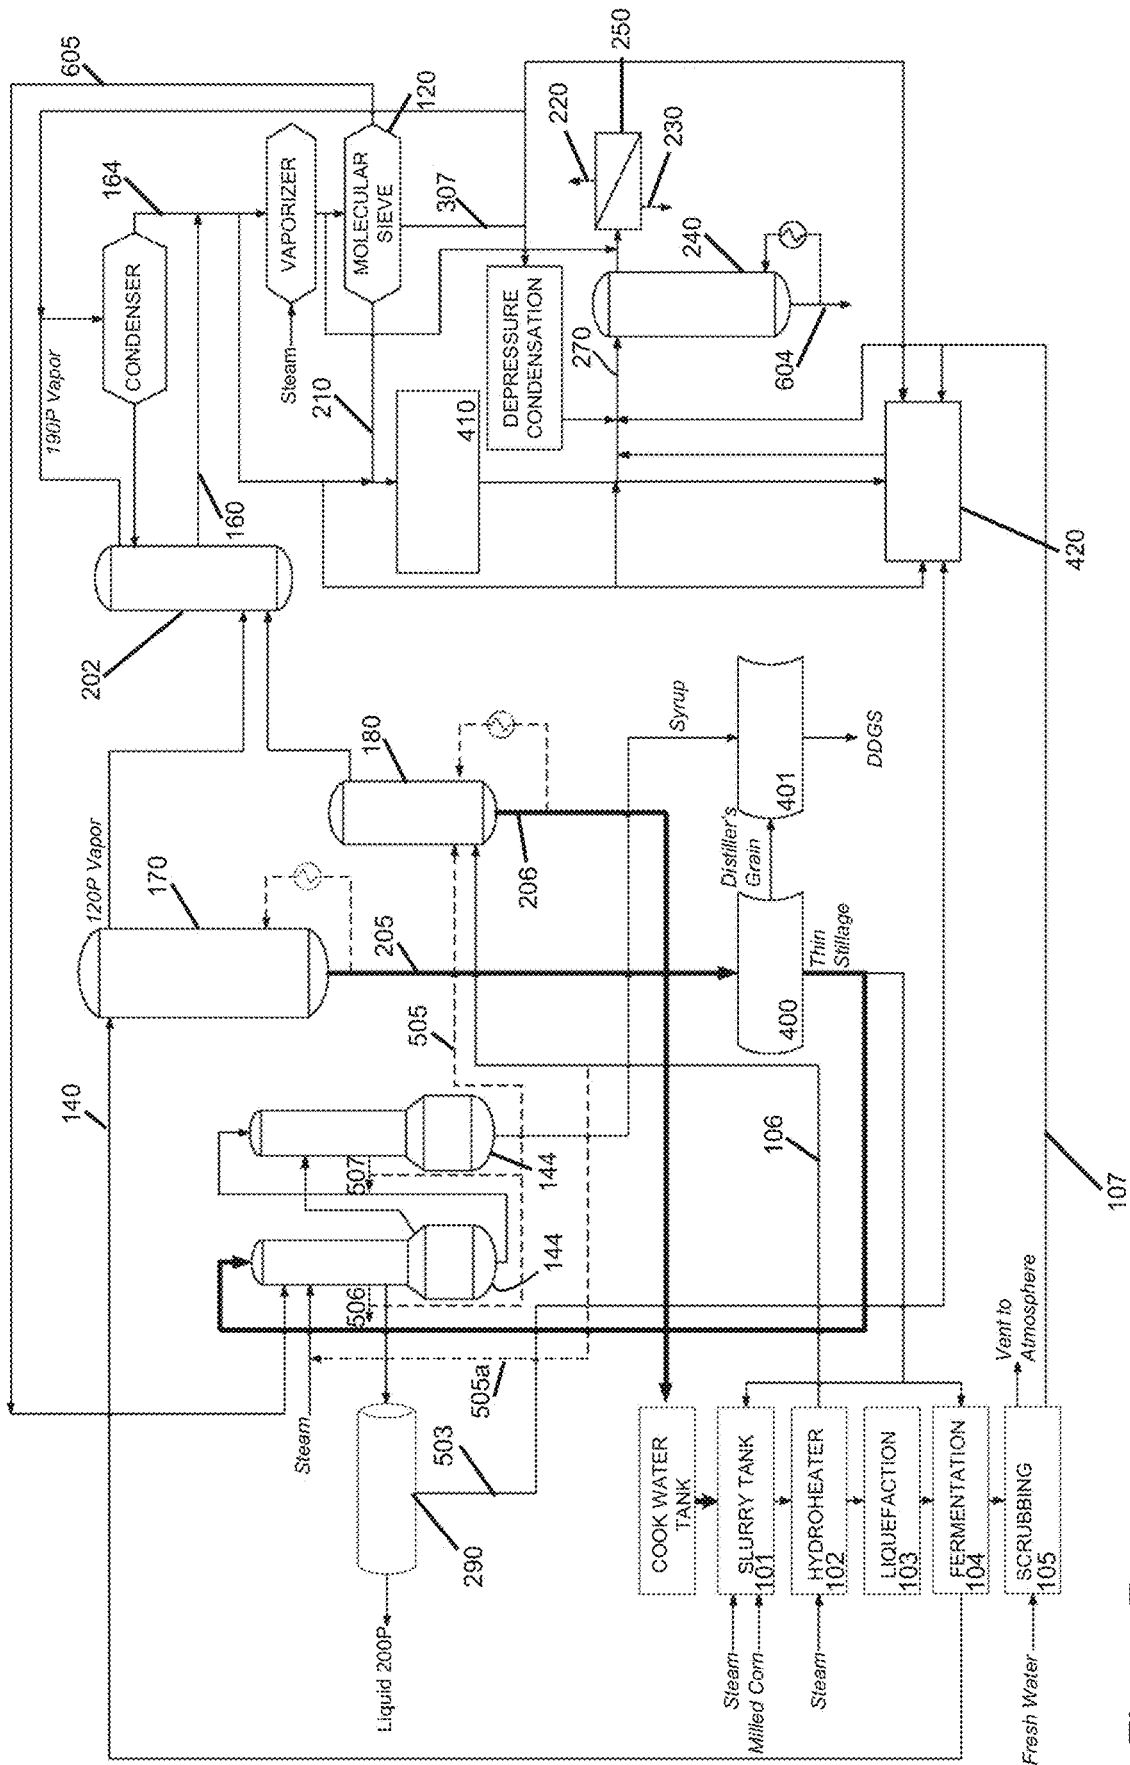 605
120
164
VAPORIZER
MOLECULAR
SIEVE
307
220
250
230
CONDENSER
190P Vapor
Steam
210
410
DEPRESSURE
CONDENSATION
270
240
604
160
202
420
180
Syrup
401
DDGS
206
Distiller's
Grain
120P Vapor
170
205
400
Thin
Stillage
505
140
507
144
506
144
106
107
505a
Steam
503
290
Liquid 200P
COOK WATER
TANK
SLURRY TANK
101
HYDROHEATER
102
LIQUEFACTION
103
FERMENTATION
104
SCRUBBING
105
Vent to
Atmosphere
Steam
Milled Corn
Steam
Fresh Water